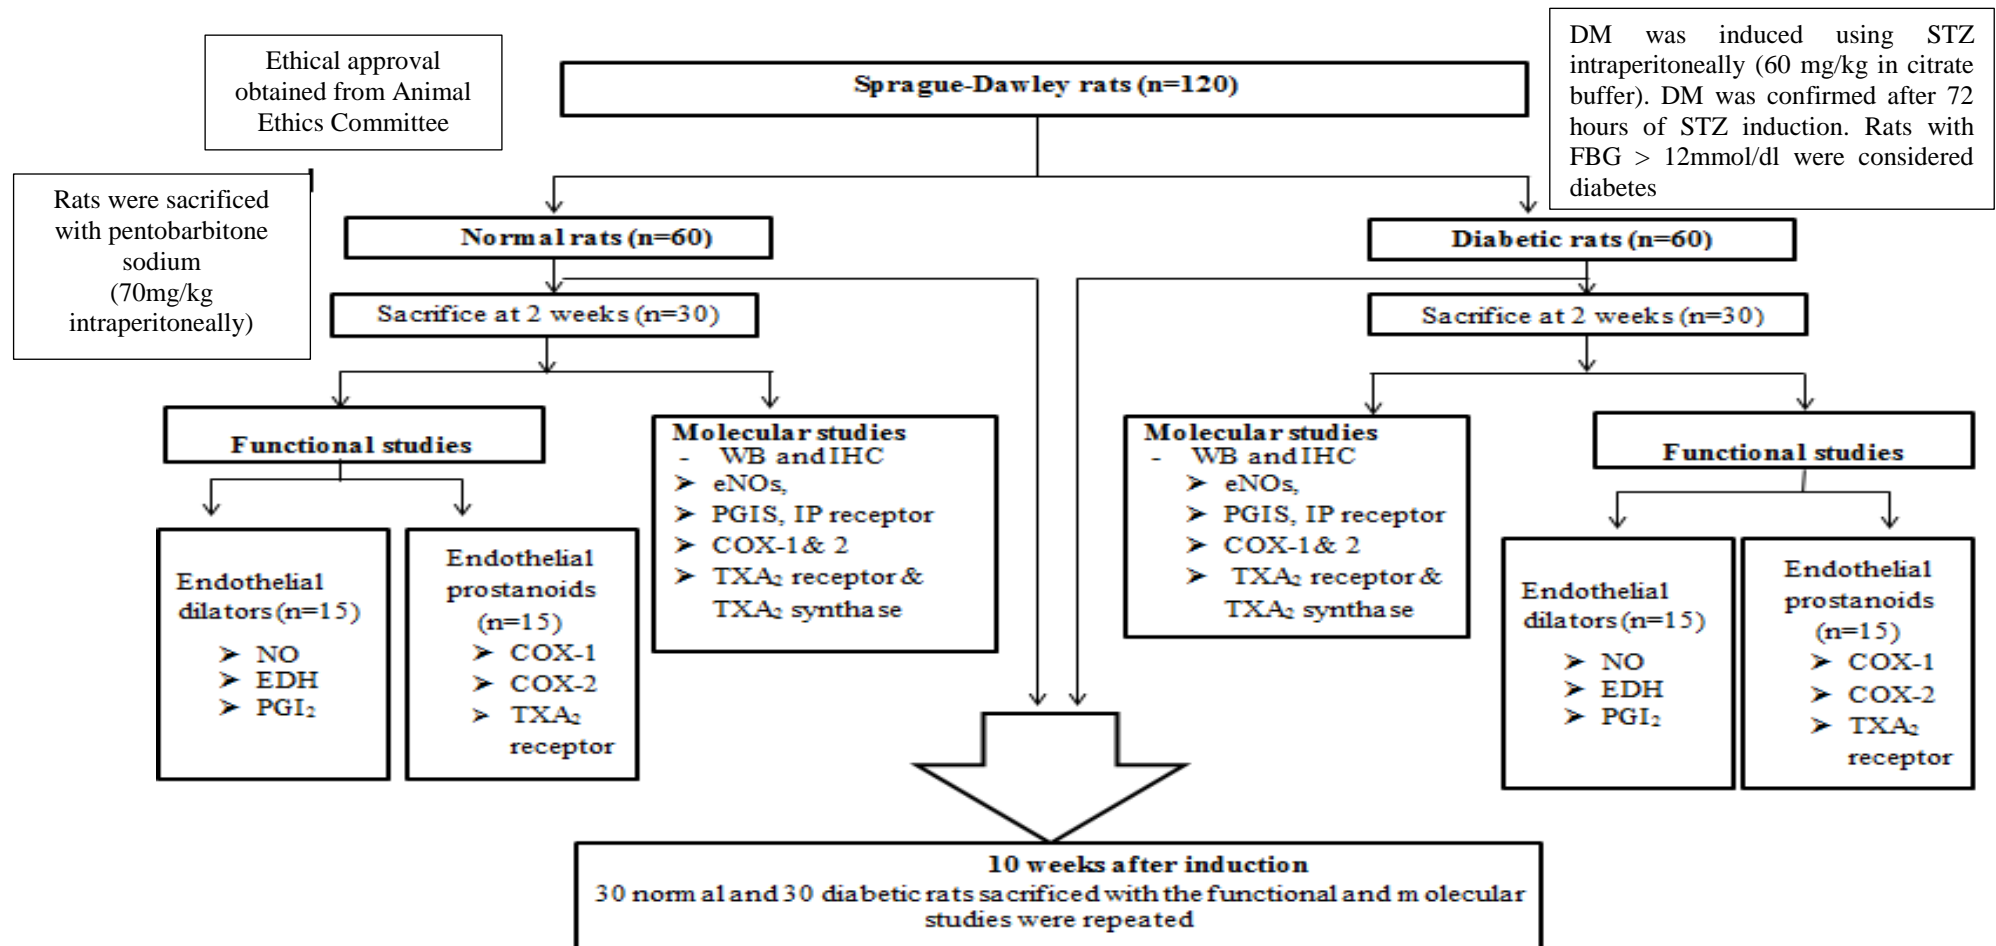 Ethical approval
obtained from Animal
Ethics Committee
Sprague-Dawley rats (n=120)
DM was induced using STZ
intraperitoneally (60 mg/kg in citrate
buffer). DM was confirmed after 72
hours of STZ induction. Rats with
FBG > 12mmol/dl were considered
diabetes
Rats were sacrificed
with pentobarbitone
sodium
(70mg/kg
intraperitoneally)
Normal rats (n=60)
Diabetic rats (n=60)
Sacrifice at 2 weeks (n=30)
Sacrifice at 2 weeks (n=30)
Functional studies
Molecular studies
- WB and IHC
➤ eNOs,
➤ PGIS, IP receptor
➤ COX-1& 2
➤ TXA₂ receptor &
TXA₂ synthase
Molecular studies
- WB and IHC
➤ eNOs,
➤ PGIS, IP receptor
➤ COX-1& 2
➤ TXA₂ receptor &
TXA₂ synthase
Functional studies
Endothelial
dilators (n=15)
➤ NO
➤ EDH
➤ PGI₂
Endothelial
prostanoids
(n=15)
➤ COX-1
➤ COX-2
➤ TXA₂
receptor
Endothelial
dilators (n=15)
➤ NO
➤ EDH
➤ PGI₂
Endothelial
prostanoids
(n=15)
➤ COX-1
➤ COX-2
➤ TXA₂
receptor
10 weeks after induction
30 normal and 30 diabetic rats sacrificed with the functional and molecular
studies were repeated